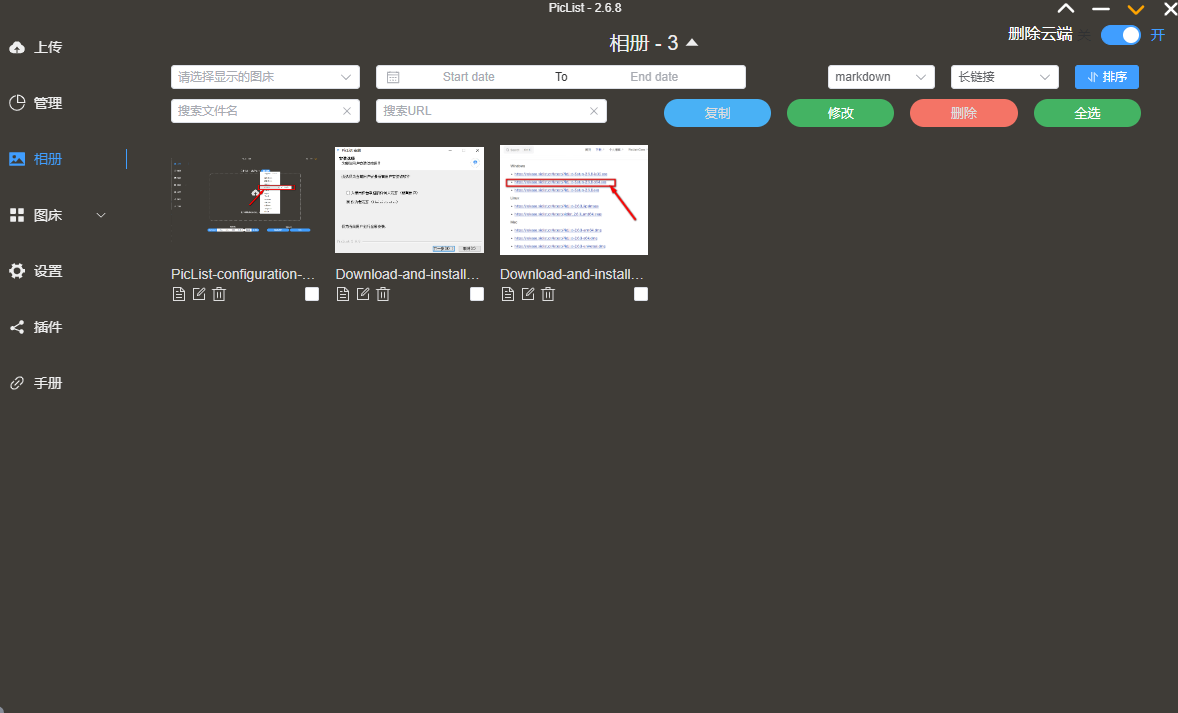 PicList - 2.6.8
上传
管理
相册
图床
设置
插件
手册
相册 - 3
删除云端
关
开
请选择显示的图床
Start date
To
End date
markdown
长链接
排序
搜索文件名
搜索URL
复制
修改
删除
全选
PicList-configuration-...
Download-and-install...
Download-and-install...